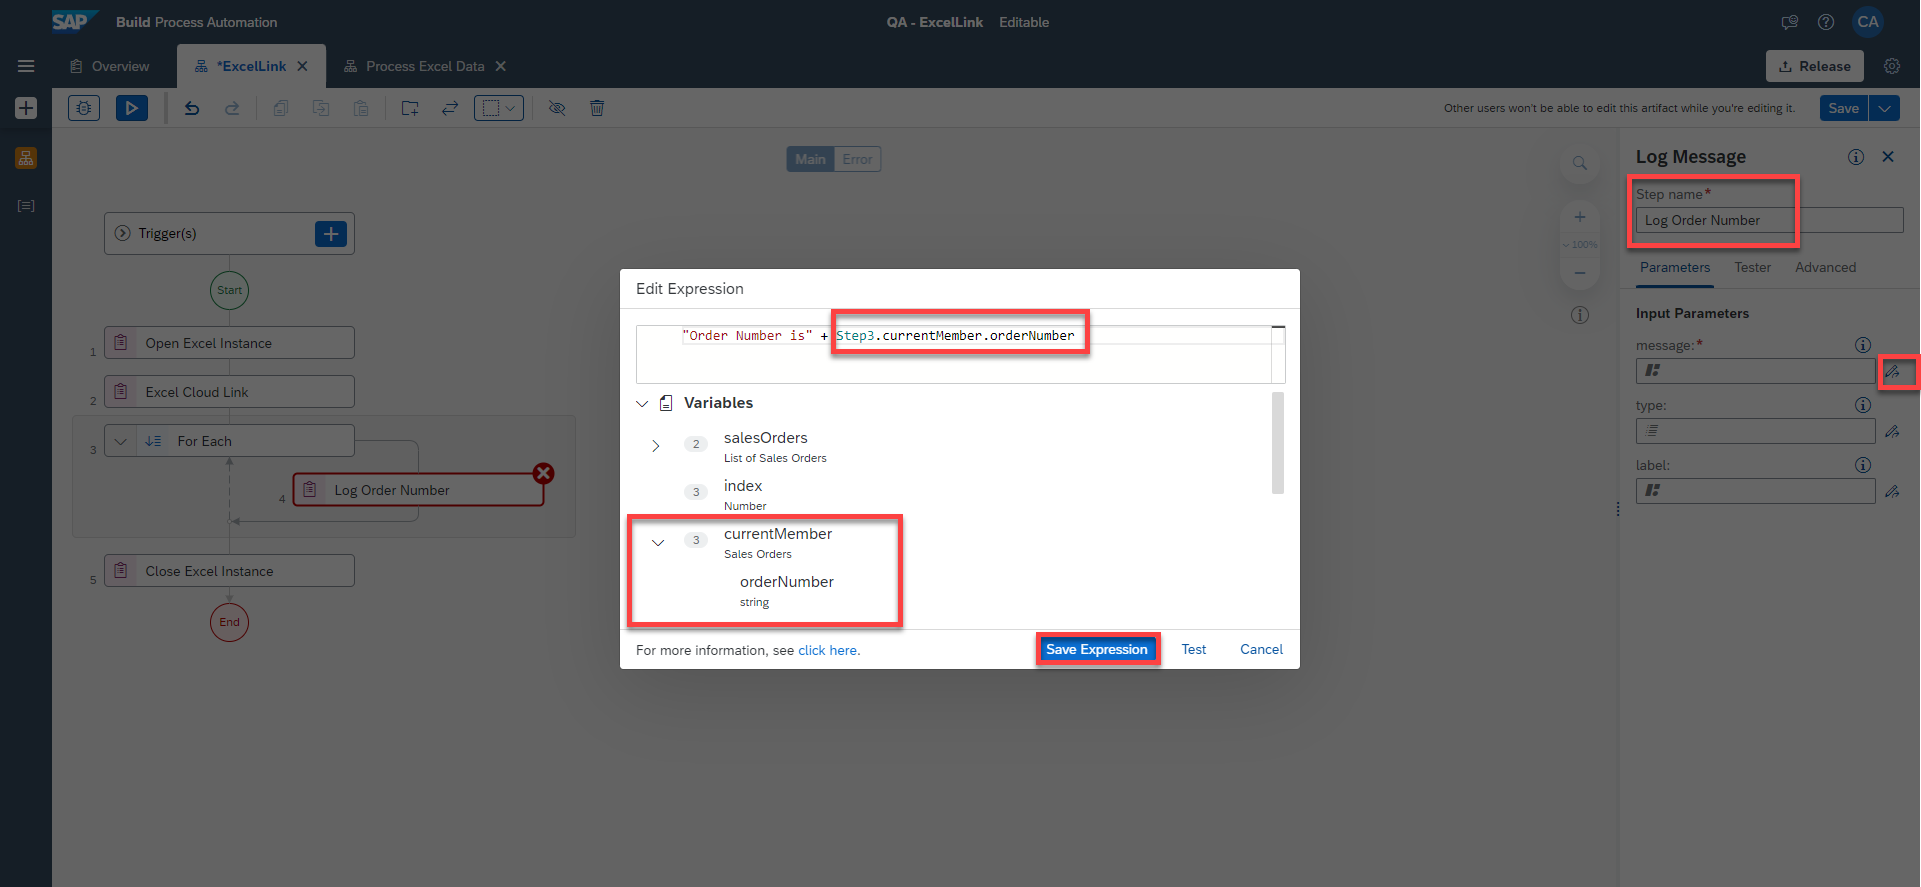 SAP Build Process Automation
QA - ExcelLink Editable
CA
Overview
*ExcelLink
Process Excel Data
Release
Other users won't be able to edit this artifact while you're editing it.
Save
Main Error
Trigger(s)
Start
1 Open Excel Instance
2 Excel Cloud Link
3 For Each
4 Log Order Number
5 Close Excel Instance
End
100%
Edit Expression
"Order Number is" + Step3.currentMember.orderNumber
Variables
2 salesOrders
List of Sales Orders
3 index
Number
3 currentMember
Sales Orders
orderNumber
string
For more information, see click here.
Save Expression
Test
Cancel
Log Message
Step name*
Log Order Number
Parameters Tester Advanced
Input Parameters
message:*
type:
label: